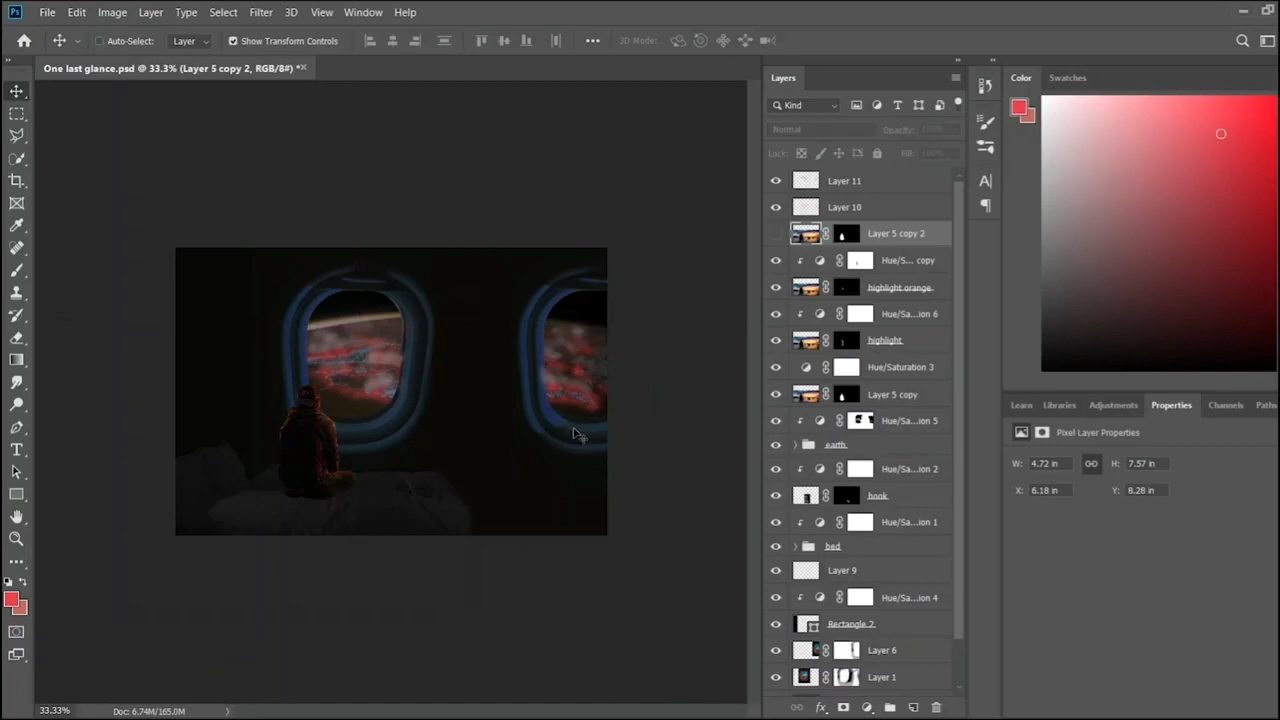 Ps File Edit Image Layer Type Select Filter 3D View Window Help
Auto-Select: Layer Show Transform Controls 3D Mode:
One last glance.psd @ 33.3% (Layer 5 copy 2, RGB/8#) *
Layers
Kind
Normal Opacity: 100%
Lock: Fill: 100%
Layer 11
Layer 10
Layer 5 copy 2
Hue/S... copy
highlight orange
Hue/Sa...ion 6
highlight
Hue/Saturation 3
Layer 5 copy
Hue/Sa...ion 5
earth
Hue/Sa...ion 2
book
Hue/Sa...ion 1
bed
Layer 9
Hue/Sa...ion 4
Rectangle 2
Layer 6
Layer 1
fx
Color Swatches
Learn Libraries Adjustments Properties Channels Paths
Pixel Layer Properties
W: 4.72 in H: 7.57 in
X: 6.18 in Y: 8.28 in
33.33% Doc: 6.74M/165.0M